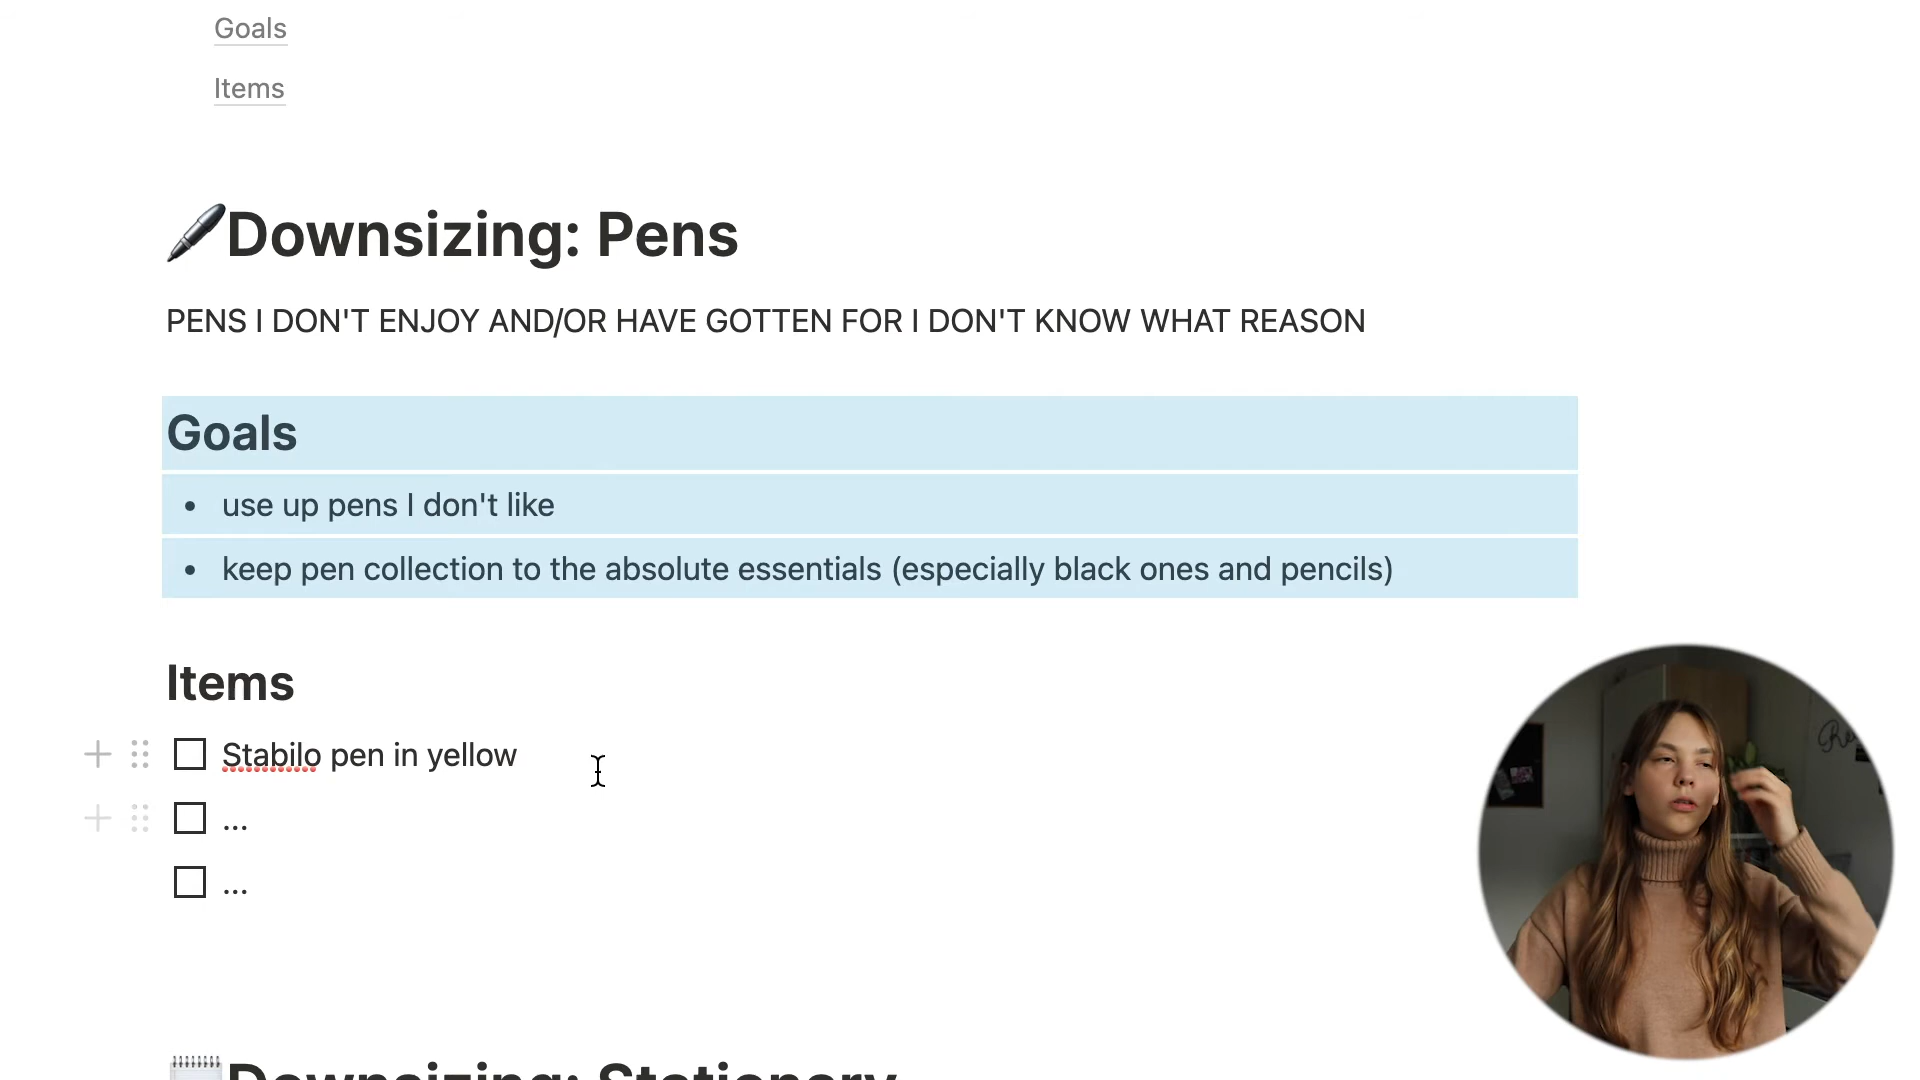 Goals
Items
Downsizing: Pens
PENS I DON'T ENJOY AND/OR HAVE GOTTEN FOR I DON'T KNOW WHAT REASON
Goals
• use up pens I don't like
• keep pen collection to the absolute essentials (especially black ones and pencils)
Items
Stabilo pen in yellow
...
...
Downsizing: Stationary